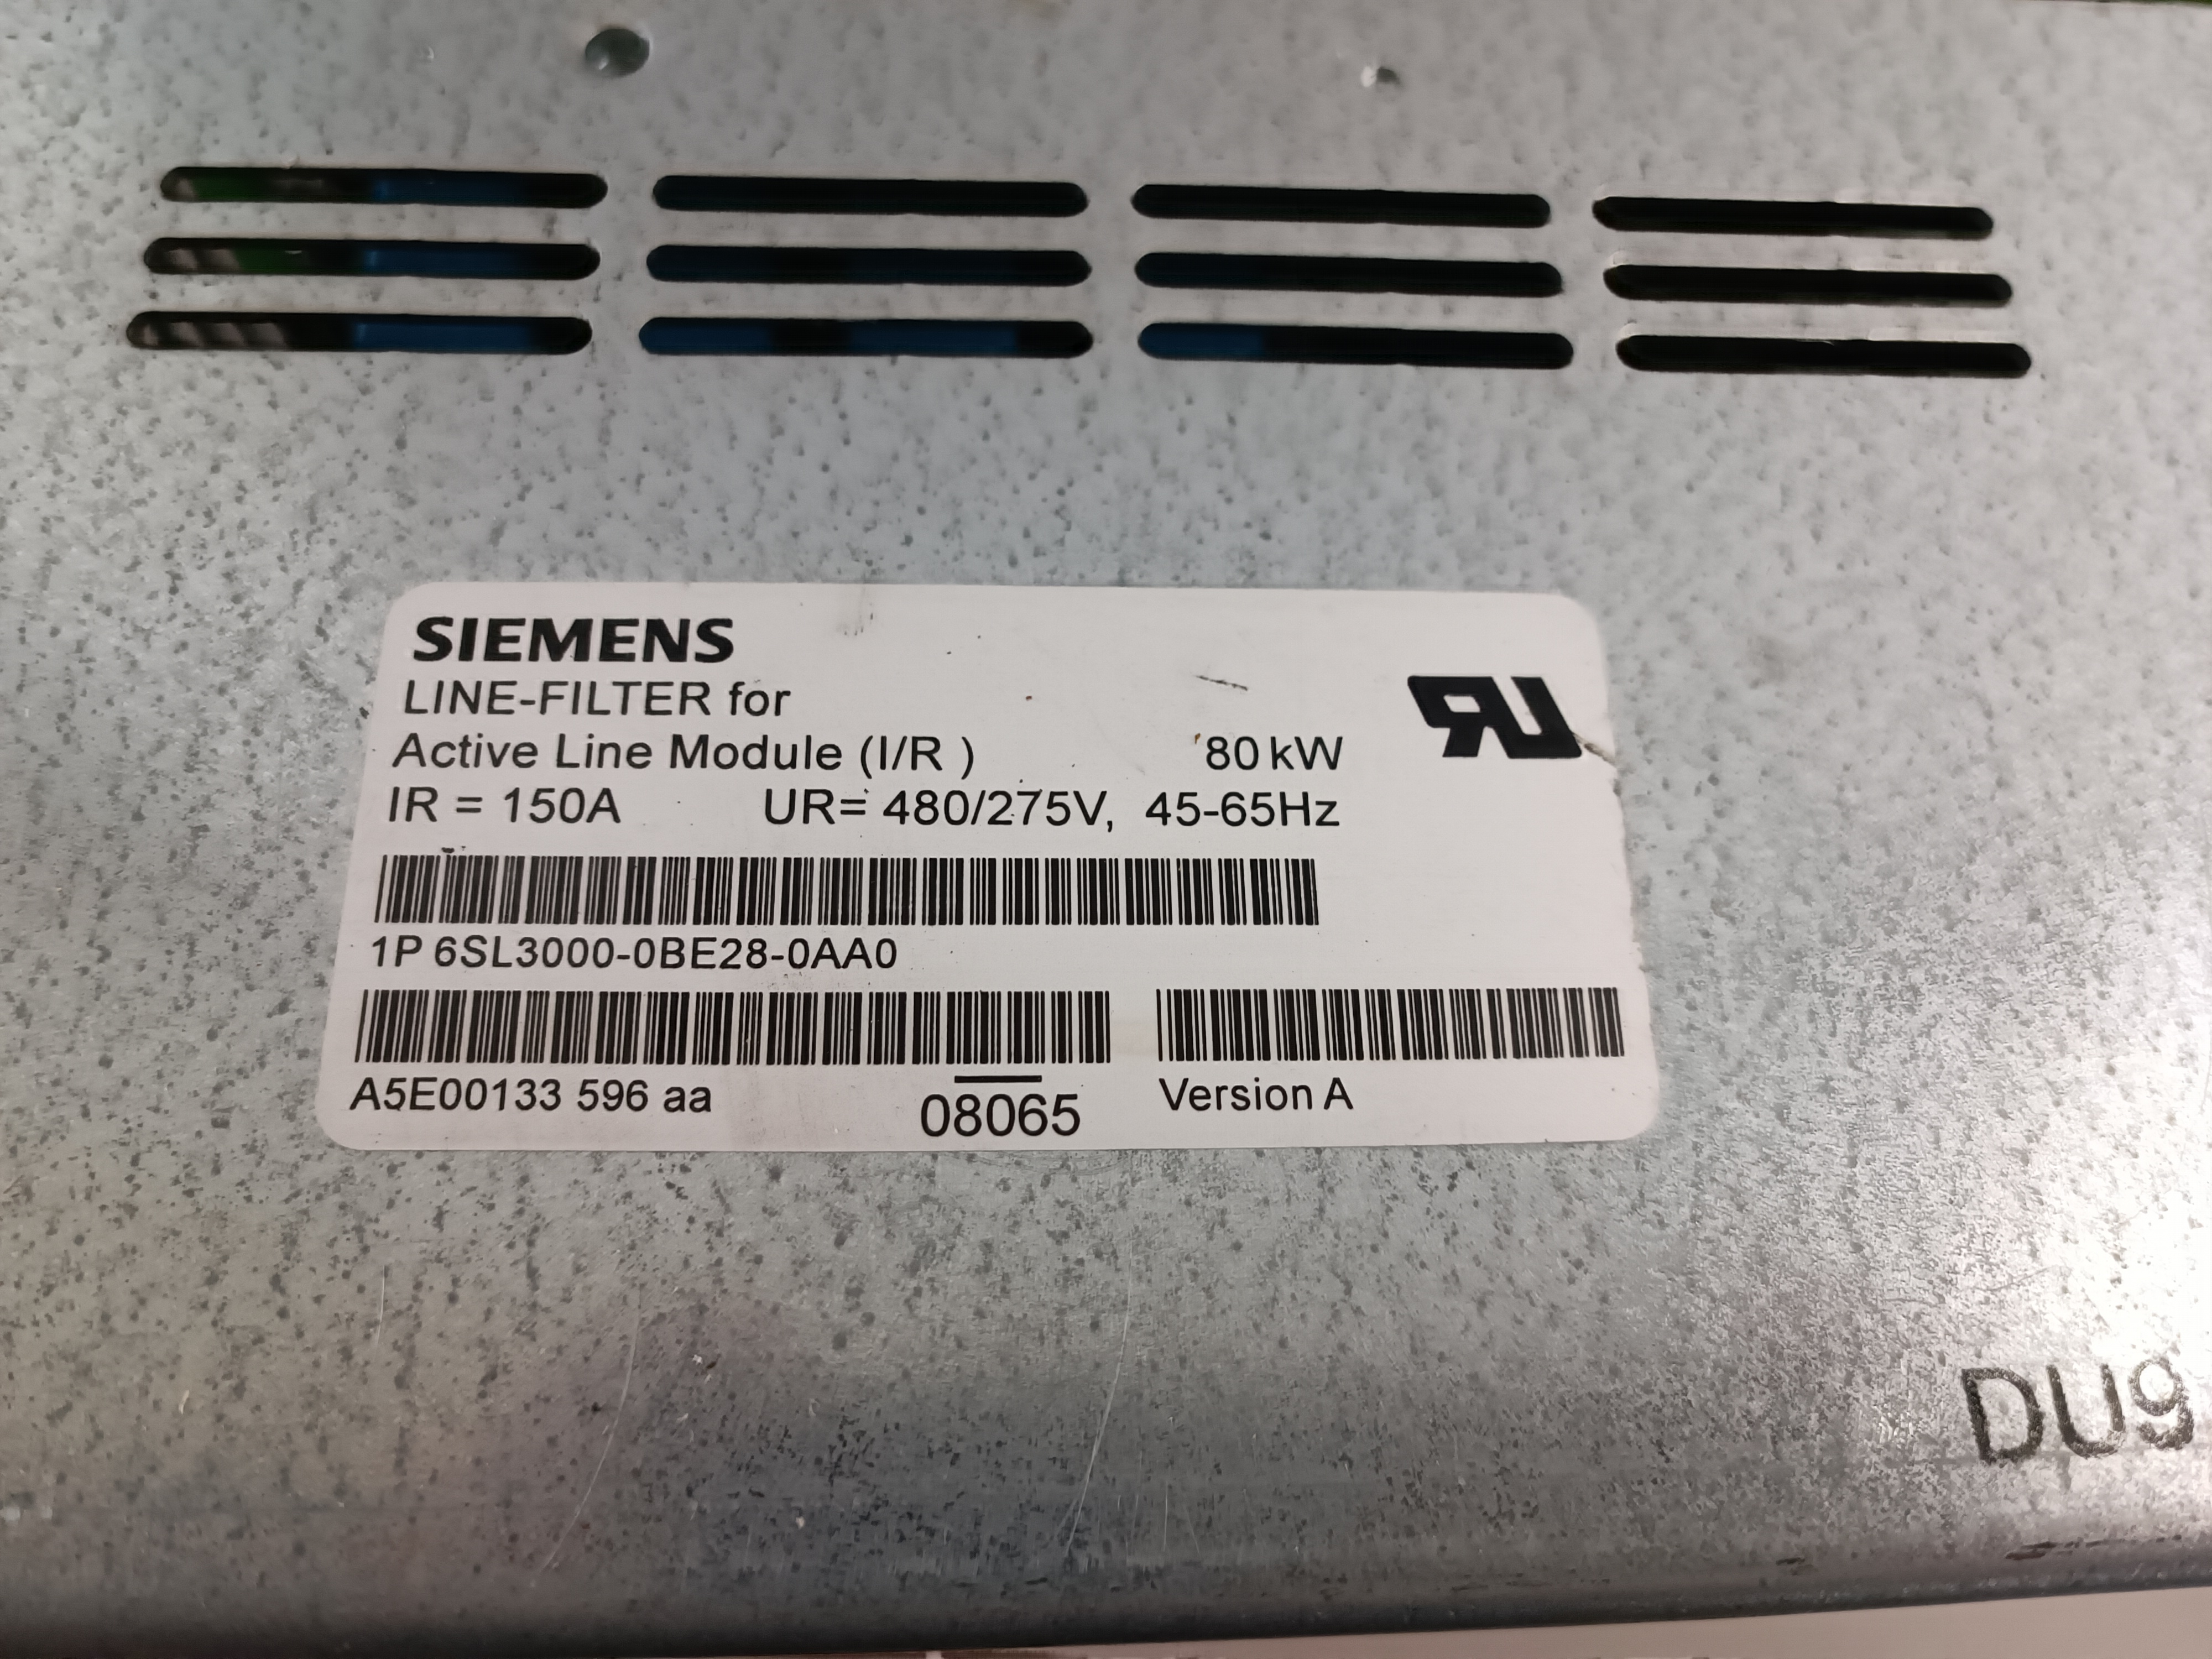 SIEMENS
LINE-FILTER for
Active Line Module (I/R ) 80 kW
IR = 150A UR= 480/275V, 45-65Hz
1P 6SL3000-0BE28-0AA0
A5E00133 596 aa 08065 Version A
DU9